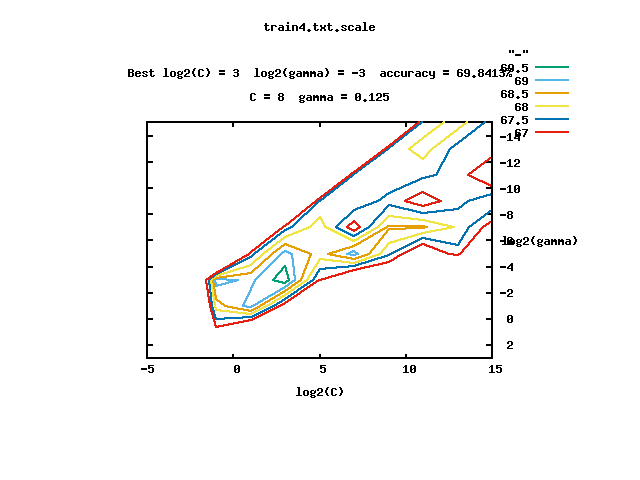 train4.txt.scale
"-"
Best log2(C) = 3 log2(gamma) = -3 accuracy = 69.8413%
69.5
69
C = 8 gamma = 0.125
68.5
68
67.5
67
-14
-12
-10
-8
-6
log2(gamma)
-4
-2
0
2
-5 0 5 10 15
log2(C)